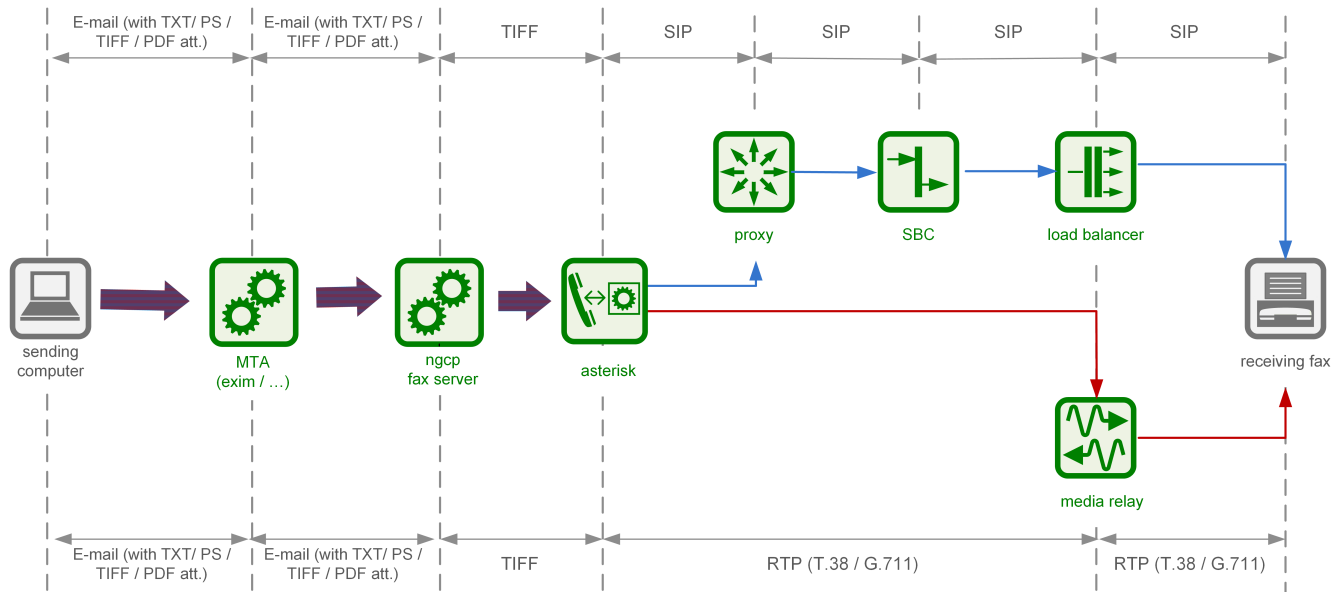 E-mail (with TXT/ PS /
TIFF / PDF att.)
E-mail (with TXT/ PS /
TIFF / PDF att.)
TIFF
SIP
SIP
SIP
SIP
proxy
SBC
load balancer
sending
computer
MTA
(exim / …)
ngcp
fax server
asterisk
receiving fax
media relay
E-mail (with TXT/ PS /
TIFF / PDF att.)
E-mail (with TXT/ PS /
TIFF / PDF att.)
TIFF
RTP (T.38 / G.711)
RTP (T.38 / G.711)